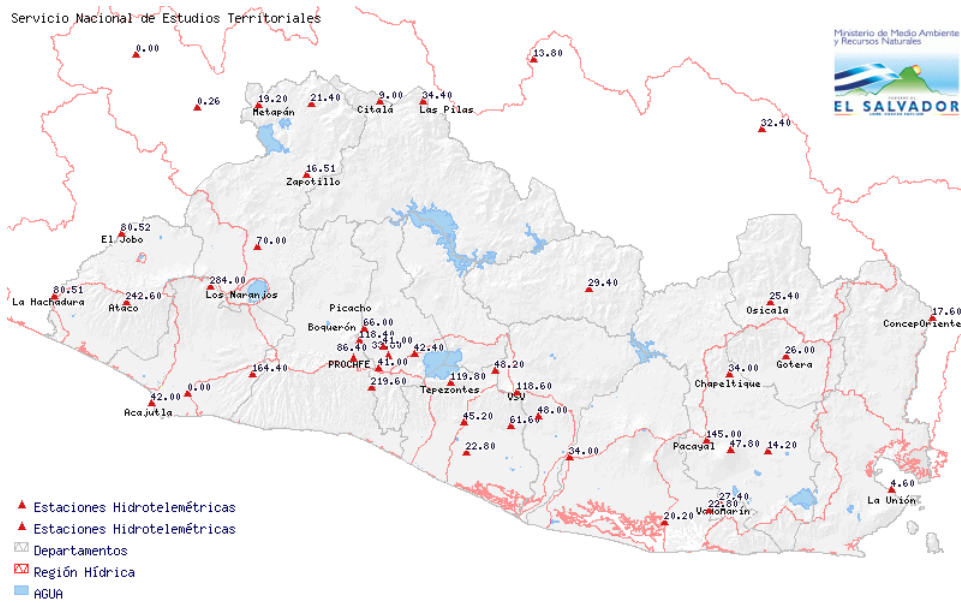 Servicio Nacional de Estudios Territoriales
Ministerio de Medio Ambiente
y Recursos Naturales
EL SALVADOR
0.00
13.80
0.26
19.20
Metapán
21.40
9.00
Citalá
34.40
Las Pilas
32.40
16.51
Zapotillo
80.52
El Jobo
70.00
80.51
La Hachadura
242.60
Ataco
284.00
Los Naranjos
29.40
25.40
Osicala
17.60
ConcepOriente
Picacho
66.00
Boquerón
118.40
41.00
86.40
PROCAFE
41.00
42.40
26.00
Gotera
164.40
219.60
119.80
Tepezontes
48.20
118.60
VSV
34.00
Chapeltique
0.00
42.00
Acajutla
45.20
61.60
48.00
22.80
34.00
145.00
Pacayal
47.80
14.20
4.60
La Unión
27.40
22.80
VadoMarin
20.20
Estaciones Hidrotelemétricas
Estaciones Hidrotelemétricas
Departamentos
Región Hídrica
AGUA